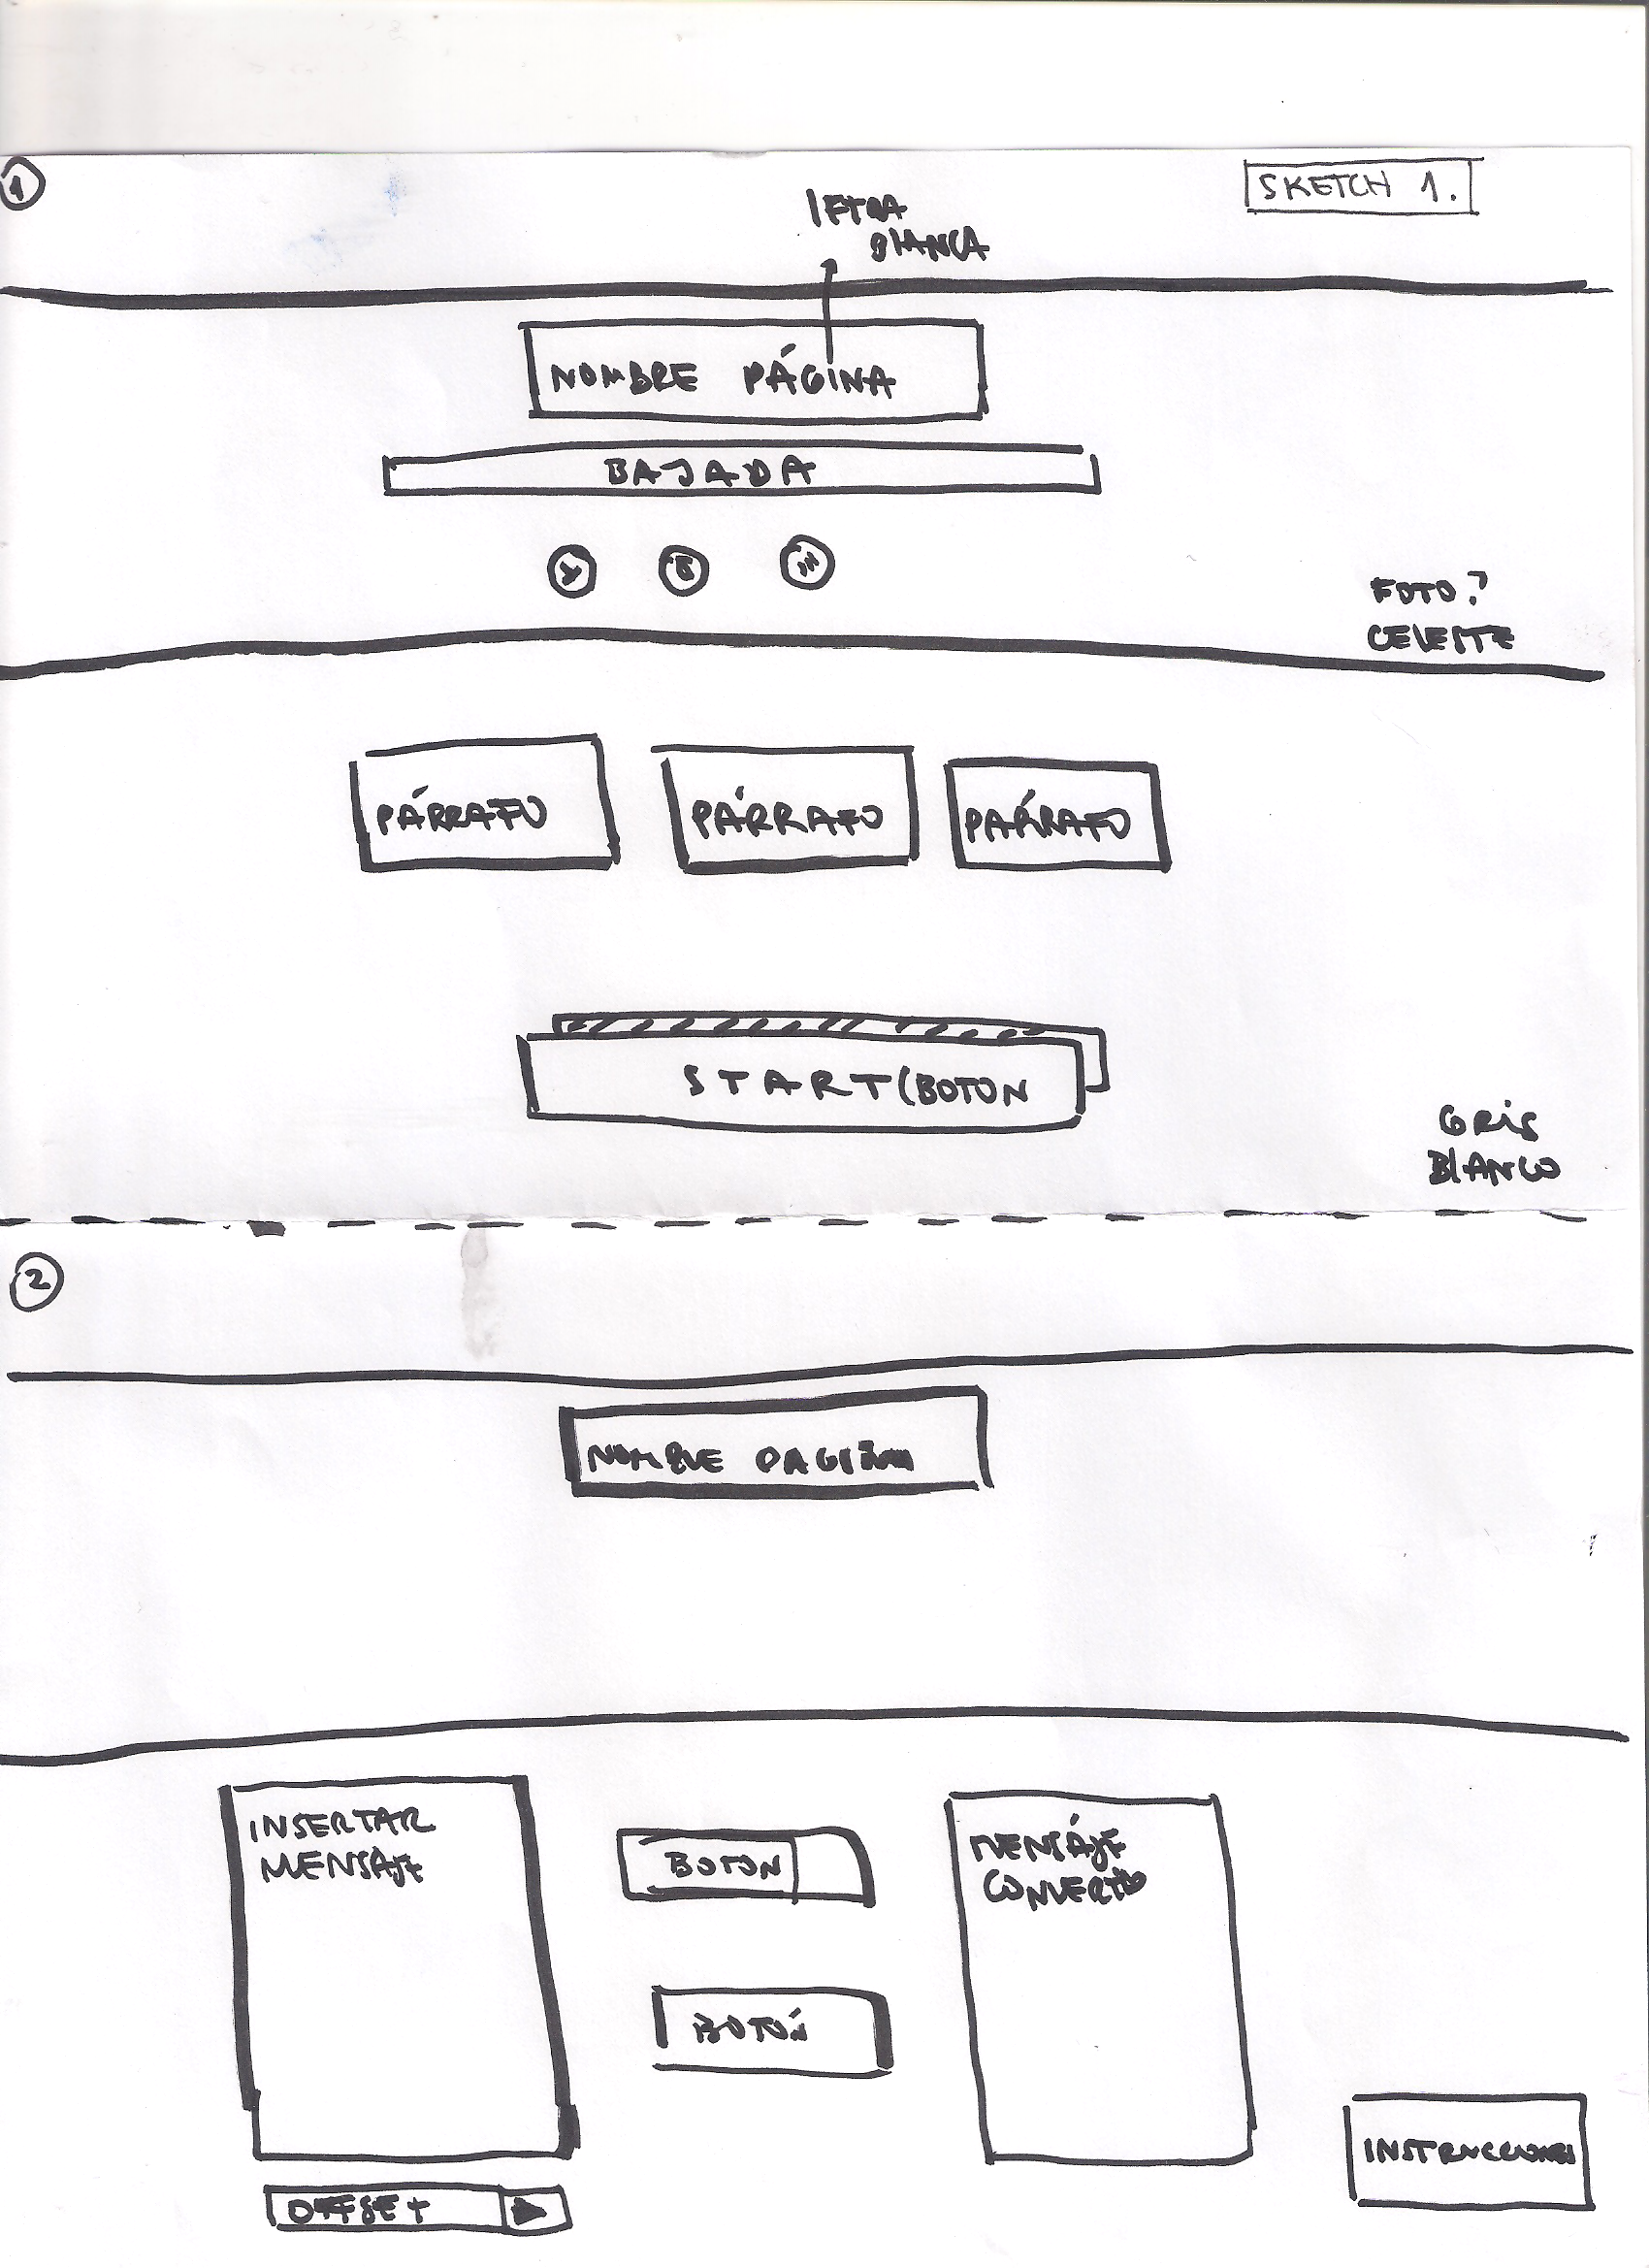 1
SKETCH 1.
letra
blanca
NOMBRE PÁGINA
BAJADA
FOTO?
CELESTE
PÁRRAFO PÁRRAFO PÁRRAFO
START (BOTON
GRIS
BLANCO
2
NOMBRE PAGINA
INSERTAR
MENSAJE
BOTON
MENSÁJE
CONVERTIDO
BOTÓN
INSTRUCCIONES
OFFSET